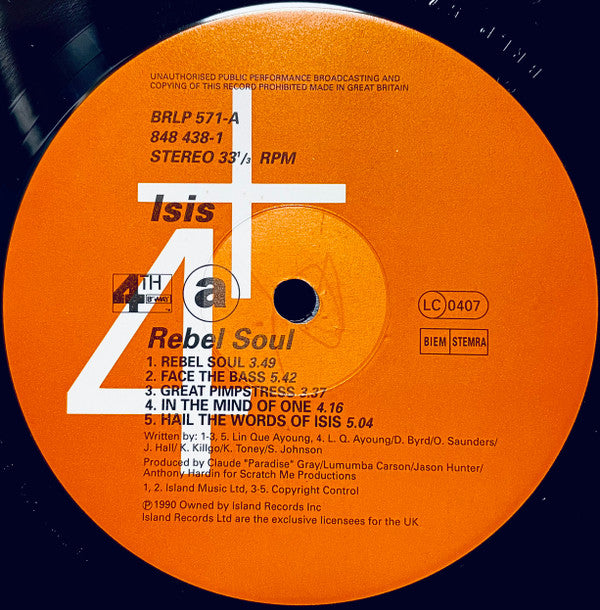 UNAUTHORISED PUBLIC PERFORMANCE BROADCASTING AND
COPYING OF THIS RECORD PROHIBITED MADE IN GREAT BRITAIN
BRLP 571-A
848 438-1
STEREO 33⅓ RPM
Isis
4TH
B'WAY
TM
a
LC 0407
BIEM STEMRA
Rebel Soul
1. REBEL SOUL 3.49
2. FACE THE BASS 5.42
3. GREAT PIMPSTRESS 3.37
4. IN THE MIND OF ONE 4.16
5. HAIL THE WORDS OF ISIS 5.04
Written by: 1-3, 5. Lin Que Ayoung, 4. L. Q. Ayoung/D. Byrd/O. Saunders/
J. Hall/ K. Killgo/K. Toney/S. Johnson
Produced by Claude "Paradise" Gray/Lumumba Carson/Jason Hunter/
Anthony Hardin for Scratch Me Productions
1, 2. Island Music Ltd, 3-5. Copyright Control
℗ 1990 Owned by Island Records Inc
Island Records Ltd are the exclusive licensees for the UK